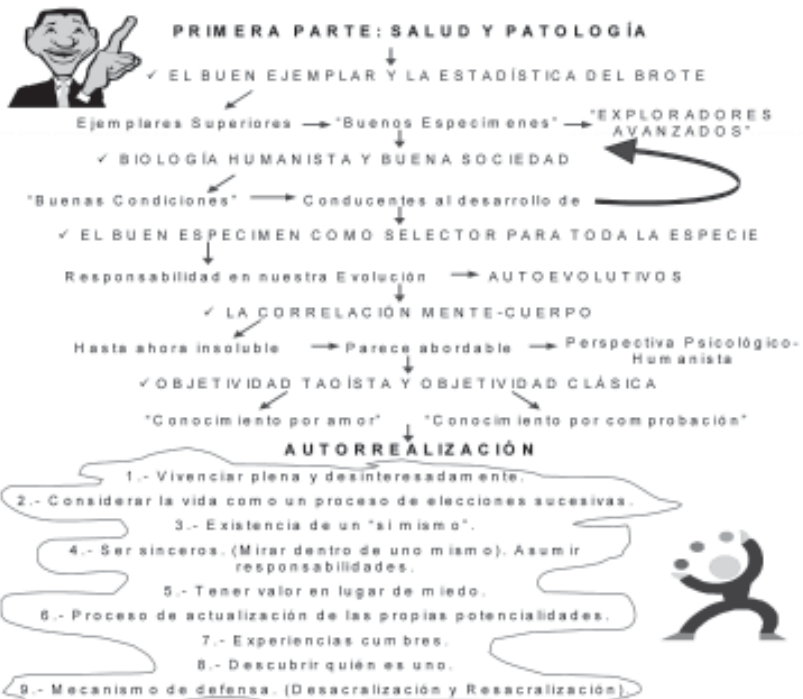 PRIMERA PARTE: SALUD Y PATOLOGÍA
✓ EL BUEN EJEMPLAR Y LA ESTADÍSTICA DEL BROTE
Ejemplares Superiores → "Buenos Especímenes" → "EXPLORADORES
AVANZADOS"
✓ BIOLOGÍA HUMANISTA Y BUENA SOCIEDAD
"Buenas Condiciones" → Conducentes al desarrollo de
✓ EL BUEN ESPECIMEN COMO SELECTOR PARA TODA LA ESPECIE
Responsabilidad en nuestra Evolución → AUTOEVOLUTIVOS
✓ LA CORRELACIÓN MENTE-CUERPO
Hasta ahora insoluble → Parece abordable → Perspectiva Psicológico-
Humanista
✓ OBJETIVIDAD TAOÍSTA Y OBJETIVIDAD CLÁSICA
"Conocimiento por amor" "Conocimiento por comprobación"
AUTORREALIZACIÓN
1.- Vivenciar plena y desinteresadamente.
2.- Considerar la vida como un proceso de elecciones sucesivas.
3.- Existencia de un "sí mismo".
4.- Ser sinceros. (Mirar dentro de uno mismo). Asumir
responsabilidades.
5.- Tener valor en lugar de miedo.
6.- Proceso de actualización de las propias potencialidades.
7.- Experiencias cumbres.
8.- Descubrir quién es uno.
9.- Mecanismo de defensa. (Desacralización y Resacralización)